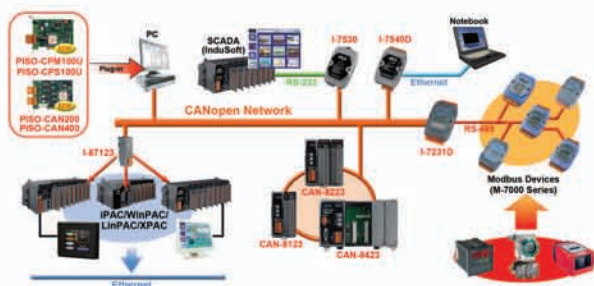 PISO-CPM100U
PISO-CPS100U
PISO-CAN200
PISO-CAN400
Plug-in
PC
SCADA
(InduSoft)
RS-232
I-7530
I-7540D
Notebook
Ethernet
CANopen Network
I-87123
I-7231D
RS-485
Modbus Devices
(M-7000 Series)
iPAC/WinPAC/
LinPAC/XPAC
Ethernet
CAN-8223
CAN-8123
CAN-8423